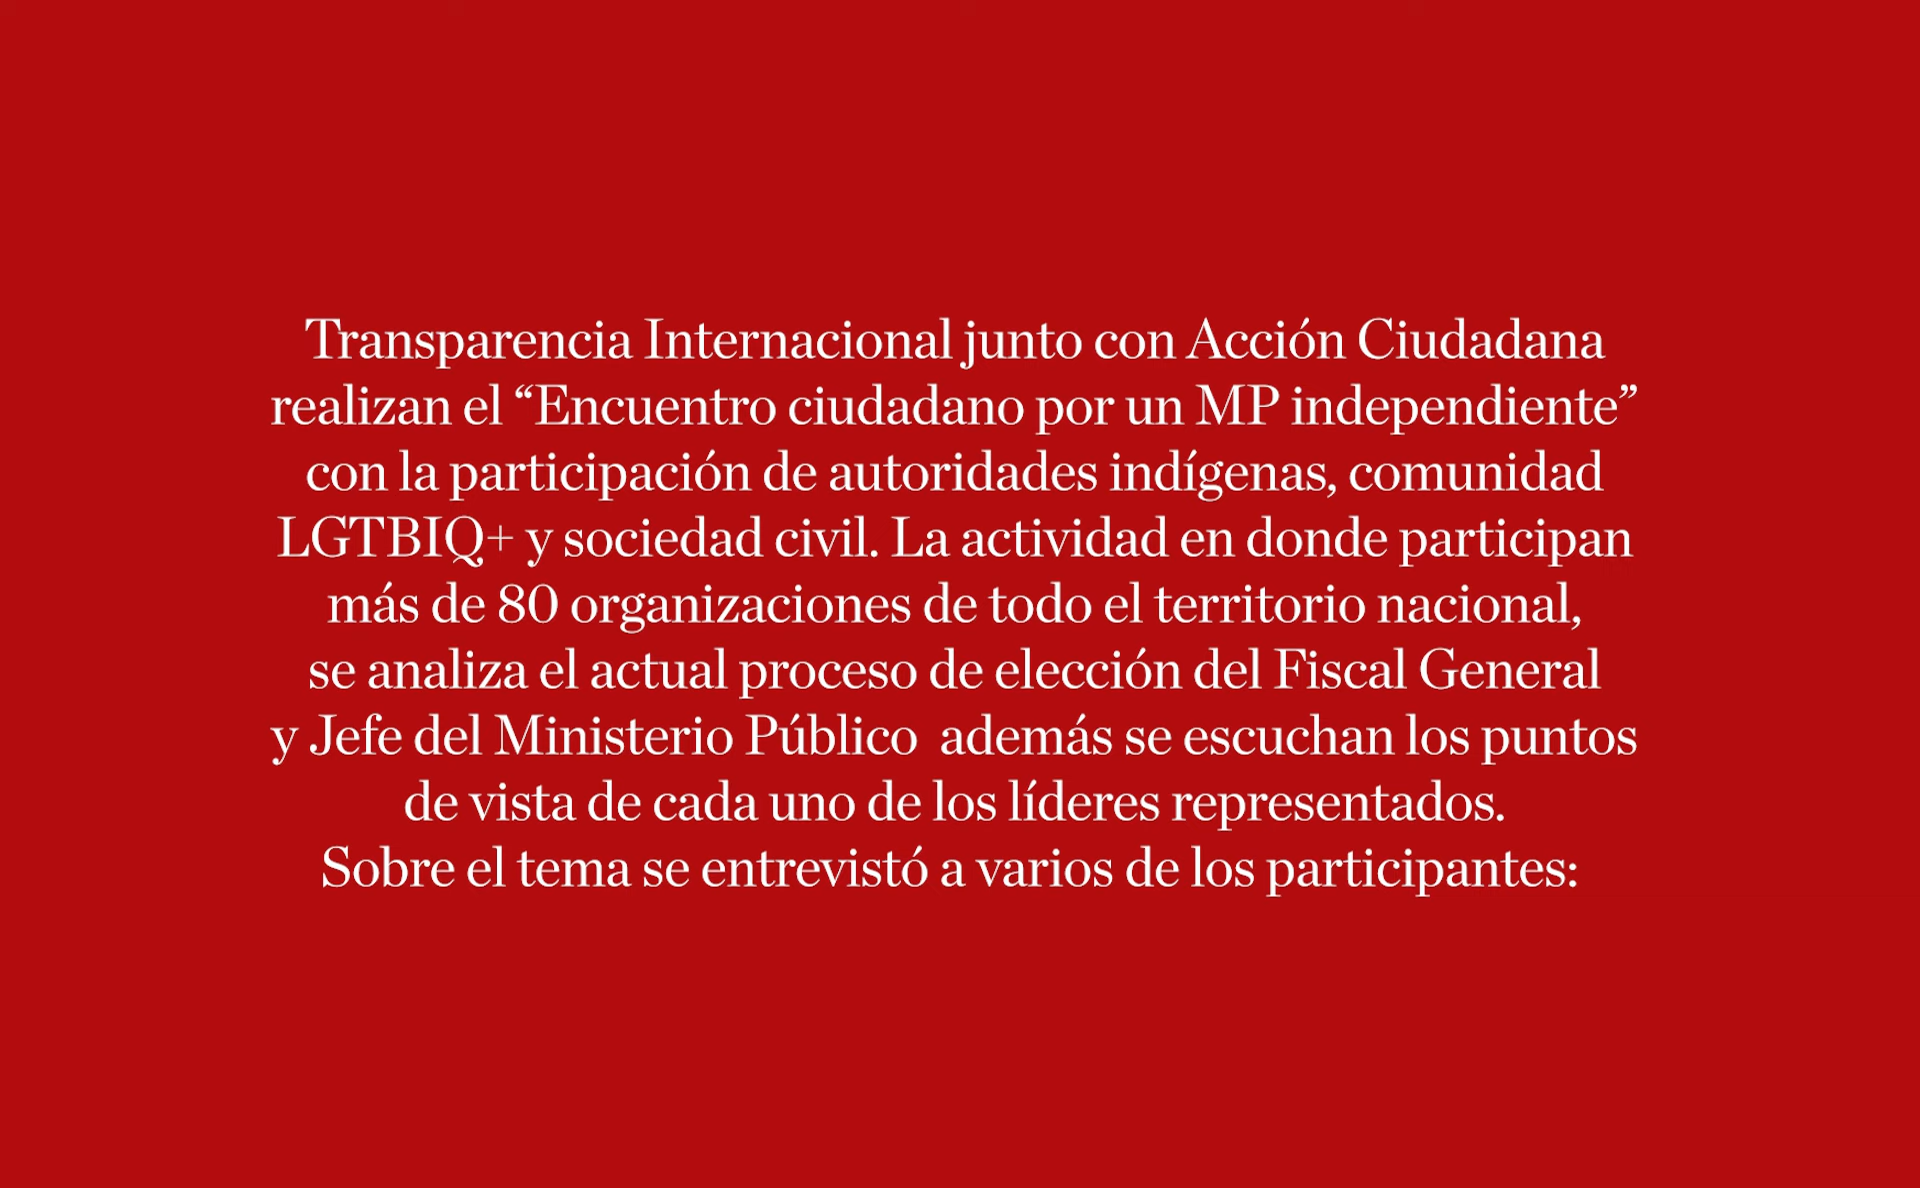 Transparencia Internacional junto con Acción Ciudadana
realizan el “Encuentro ciudadano por un MP independiente”
con la participación de autoridades indígenas, comunidad
LGTBIQ+ y sociedad civil. La actividad en donde participan
más de 80 organizaciones de todo el territorio nacional,
se analiza el actual proceso de elección del Fiscal General
y Jefe del Ministerio Público  además se escuchan los puntos
de vista de cada uno de los líderes representados.
Sobre el tema se entrevistó a varios de los participantes: